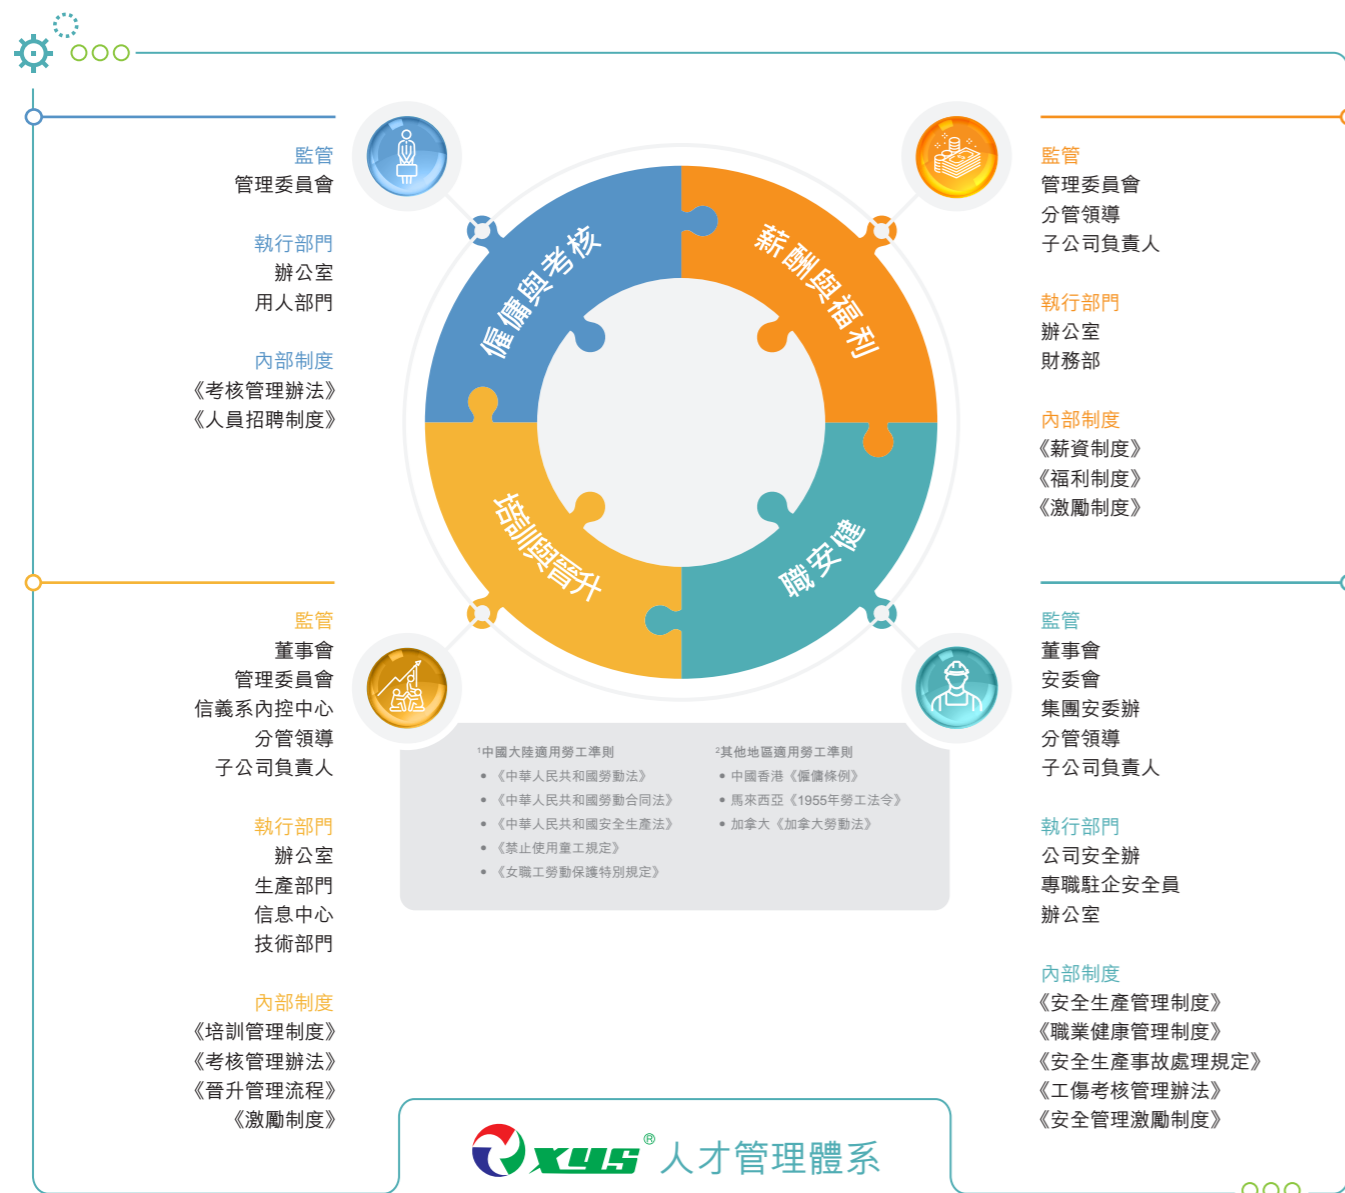 監管
管理委員會
執行部門
辦公室
用人部門
內部制度
《考核管理辦法》
《人員招聘制度》
僱傭與考核
薪酬與福利
監管
管理委員會
分管領導
子公司負責人
執行部門
辦公室
財務部
內部制度
《薪資制度》
《福利制度》
《激勵制度》
培訓與晉升
職安健
監管
董事會
管理委員會
信義系內控中心
分管領導
子公司負責人
執行部門
辦公室
生產部門
信息中心
技術部門
內部制度
《培訓管理制度》
《考核管理辦法》
《晉升管理流程》
《激勵制度》
¹中國大陸適用勞工準則
• 《中華人民共和國勞動法》
• 《中華人民共和國勞動合同法》
• 《中華人民共和國安全生產法》
• 《禁止使用童工規定》
• 《女職工勞動保護特別規定》
²其他地區適用勞工準則
• 中國香港《僱傭條例》
• 馬來西亞《1955年勞工法令》
• 加拿大《加拿大勞動法》
監管
董事會
安委會
集團安委辦
分管領導
子公司負責人
執行部門
公司安全辦
專職駐企安全員
辦公室
內部制度
《安全生產管理制度》
《職業健康管理制度》
《安全生產事故處理規定》
《工傷考核管理辦法》
《安全管理激勵制度》
XYS® 人才管理體系